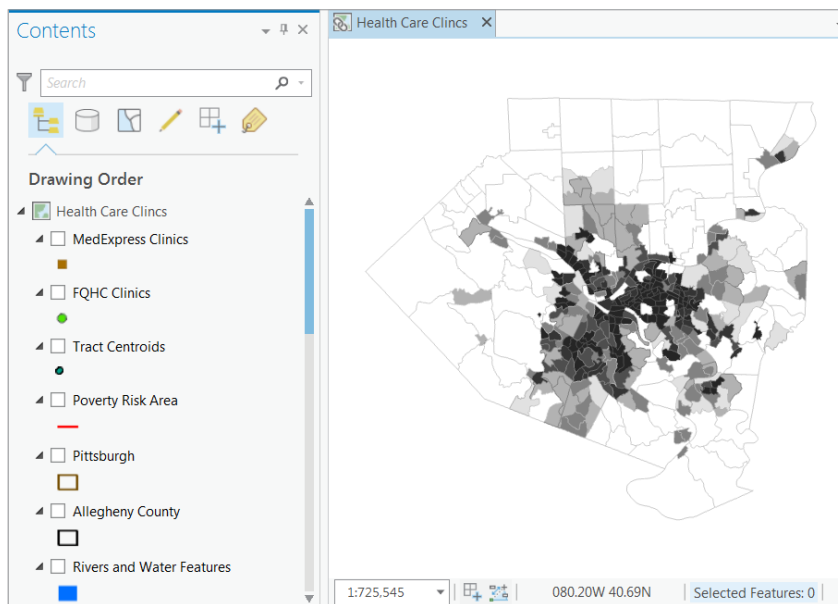 Contents
Health Care Clincs
Search
Drawing Order
Health Care Clincs
MedExpress Clinics
FQHC Clinics
Tract Centroids
Poverty Risk Area
Pittsburgh
Allegheny County
Rivers and Water Features
1:725,545
080.20W 40.69N
Selected Features: 0